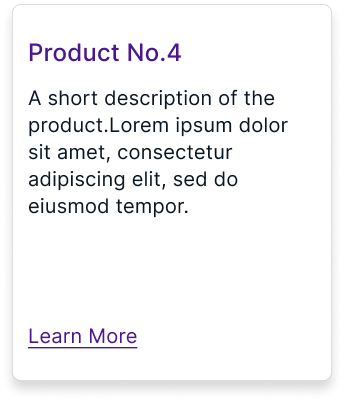 Product No.4
A short description of the
product.Lorem ipsum dolor
sit amet, consectetur
adipiscing elit, sed do
eiusmod tempor.
Learn More